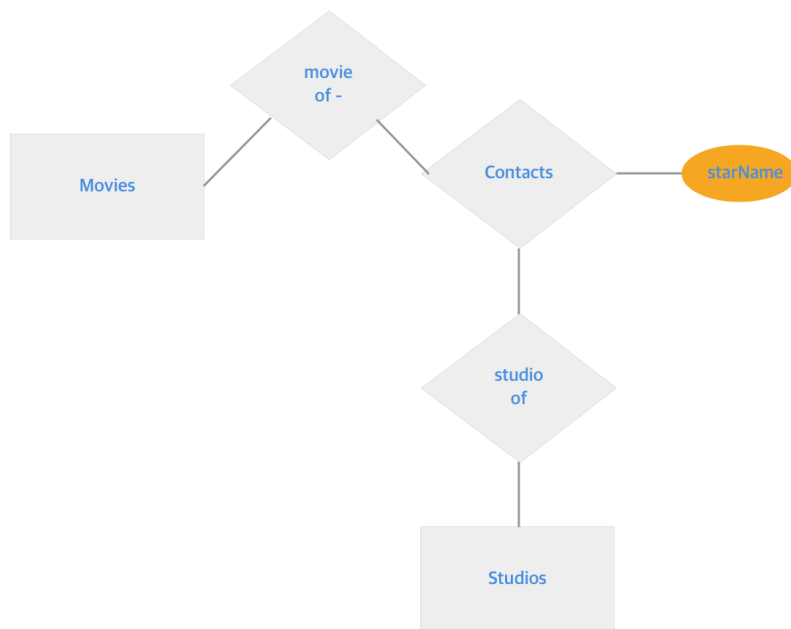 movie
of -
Movies
Contacts
starName
studio
of
Studios